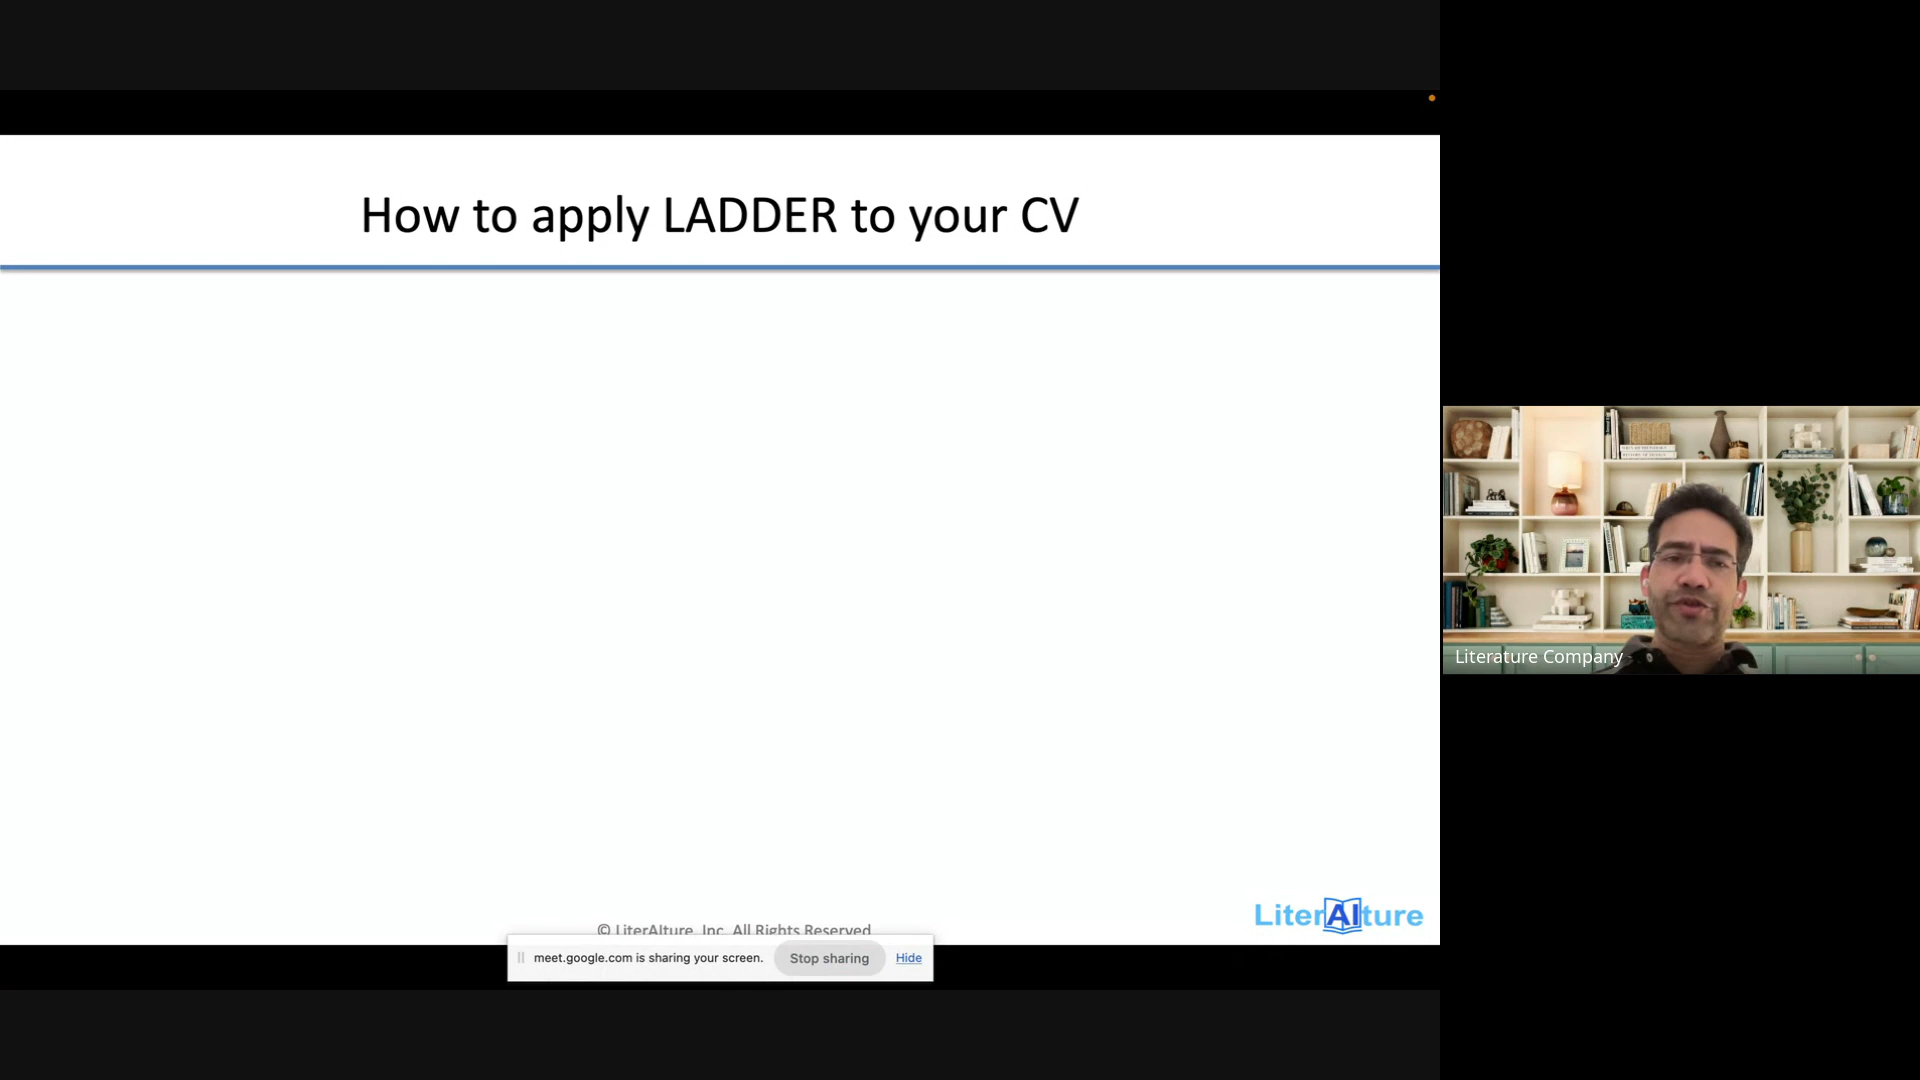 How to apply LADDER to your CV
© LiterAIture, Inc. All Rights Reserved
LiterAIture
meet.google.com is sharing your screen. Stop sharing Hide
Literature Company